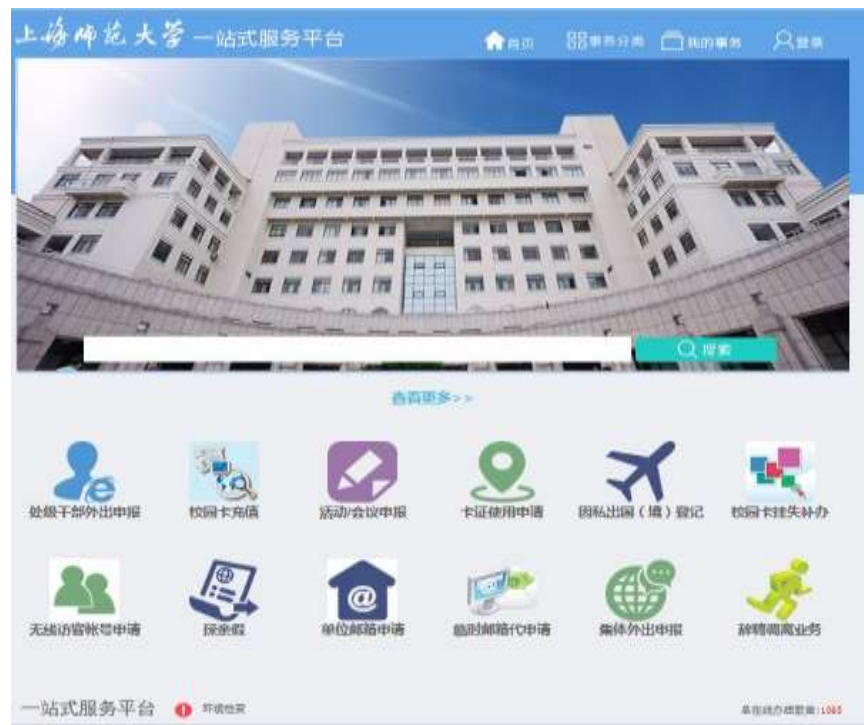 上海师范大学 一站式服务平台 首页 事务分类 我的事务 登录
搜索
查看更多>>
处级干部外出申报 校园卡充值 活动/会议申报 卡证使用申请 因私出国（境）登记 校园卡挂失补办
无线访客帐号申请 探亲假 单位邮箱申请 临时邮箱代申请 集体外出申报 辞聘调离业务
一站式服务平台 环境检索